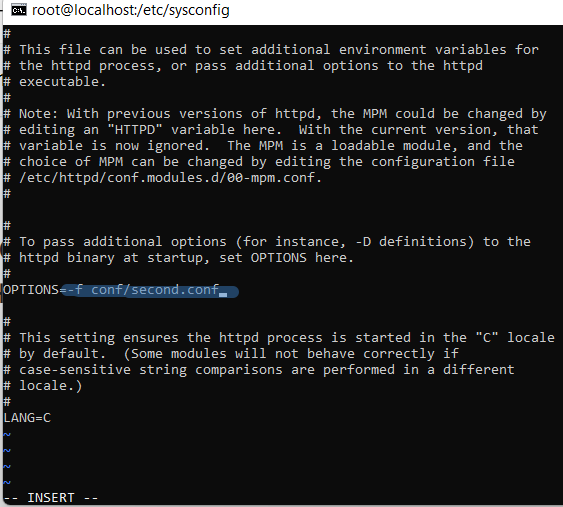 C:\.
root@localhost:/etc/sysconfig
#
# This file can be used to set additional environment variables for
# the httpd process, or pass additional options to the httpd
# executable.
#
# Note: With previous versions of httpd, the MPM could be changed by
# editing an "HTTPD" variable here.  With the current version, that
# variable is now ignored.  The MPM is a loadable module, and the
# choice of MPM can be changed by editing the configuration file
# /etc/httpd/conf.modules.d/00-mpm.conf.
#
#
# To pass additional options (for instance, -D definitions) to the
# httpd binary at startup, set OPTIONS here.
#
OPTIONS=-f conf/second.conf
#
# This setting ensures the httpd process is started in the "C" locale
# by default.  (Some modules will not behave correctly if
# case-sensitive string comparisons are performed in a different
# locale.)
#
LANG=C
~
~
~
~
-- INSERT --